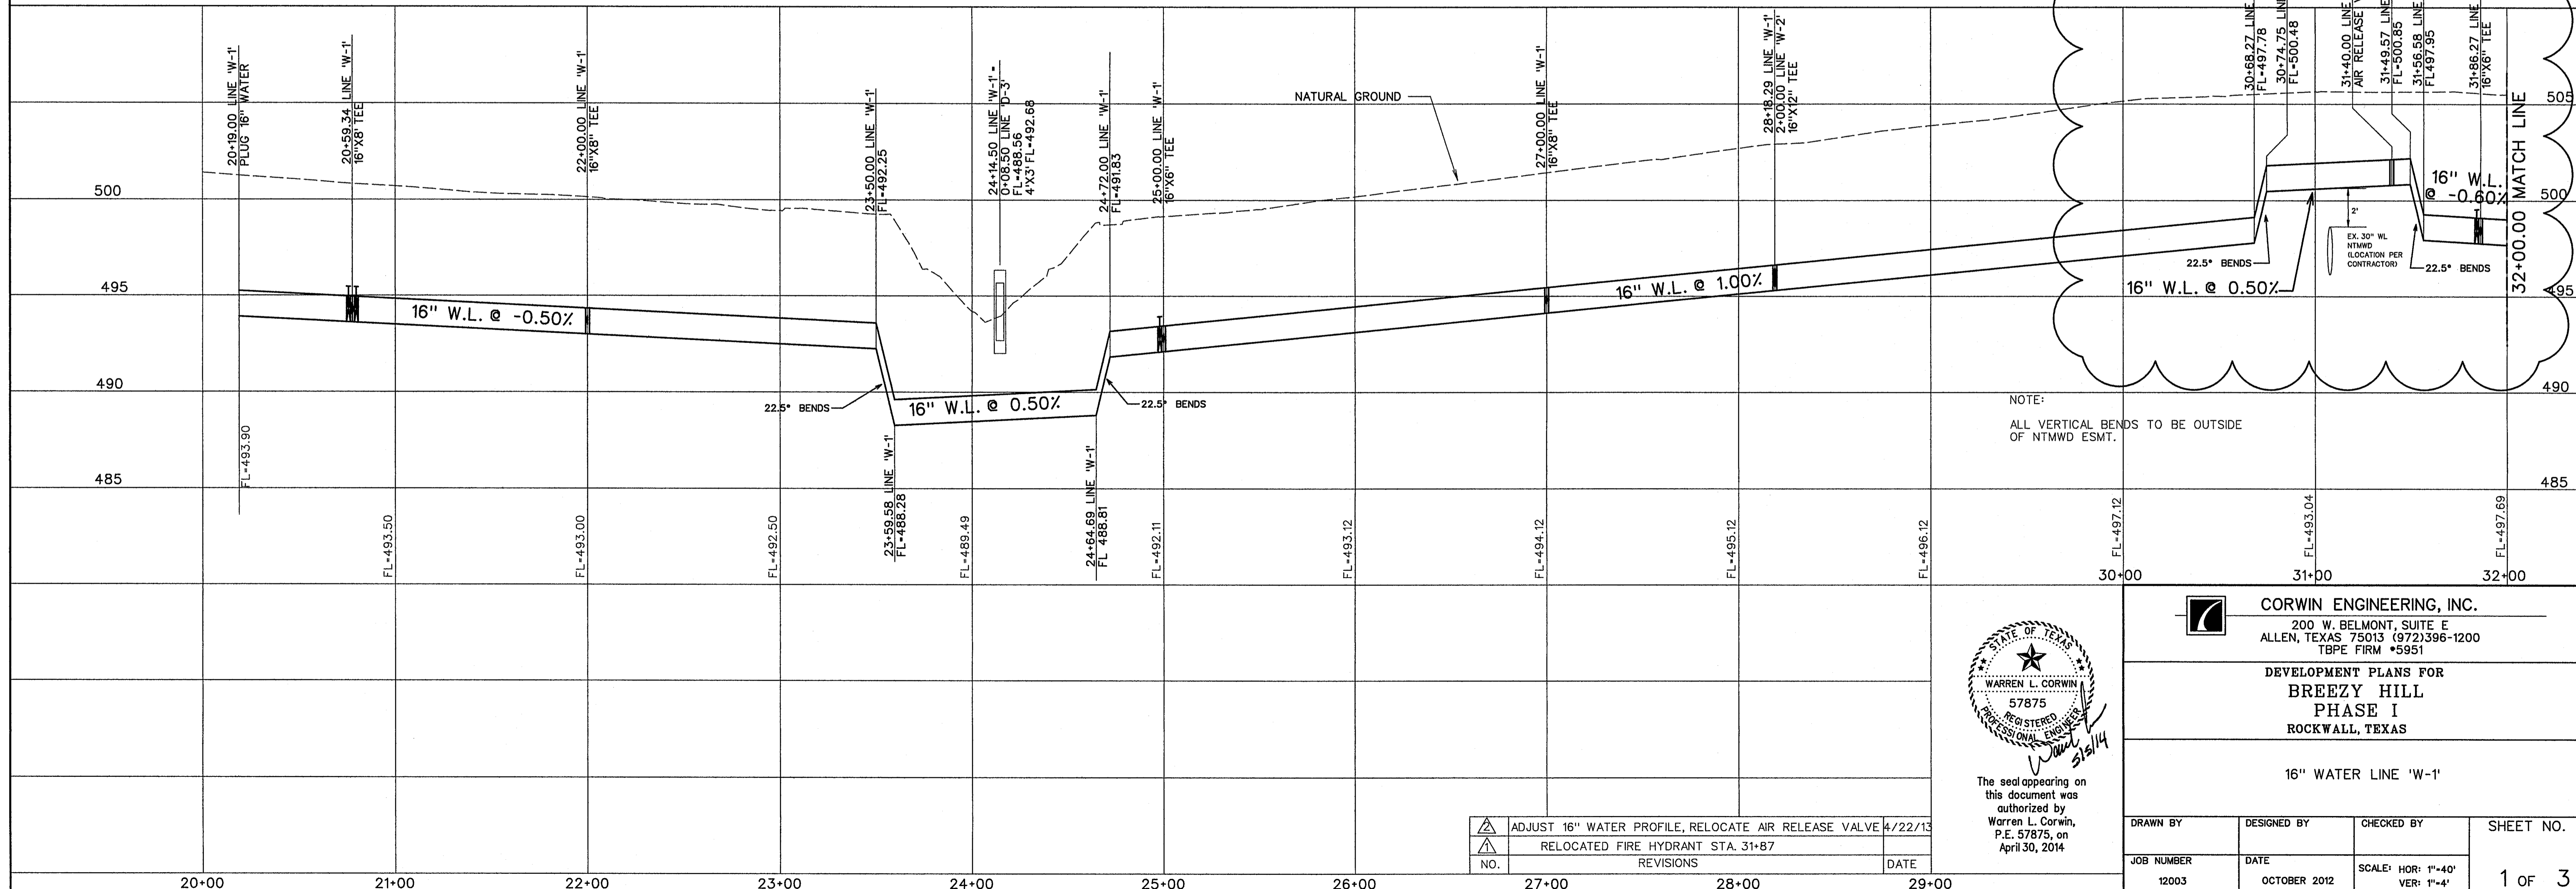 20+19.00 LINE 'W-1'
PLUG 16" WATER
20+59.34 LINE 'W-1'
16"X8' TEE
22+00.00 LINE 'W-1'
16"X8" TEE
23+50.00 LINE 'W-1'
FL=492.25
24+14.50 LINE 'W-1' =
0+08.50 LINE 'D-3'
FL=488.56
4'X3' FL=492.68
24+72.00 LINE 'W-1'
FL=491.83
25+00.00 LINE 'W-1'
16"X6" TEE
NATURAL GROUND
27+00.00 LINE 'W-1'
16"X8" TEE
28+18.29 LINE 'W-1'
2+00.00 LINE 'W-2'
16"X12" TEE
30+68.27 LINE
FL=497.78
30+74.75 LINE
FL=500.48
31+40.00 LINE
AIR RELEASE
31+49.57 LINE
FL=500.85
31+56.58 LINE
FL497.95
31+86.27 LINE
16"X6" TEE
32+00.00 MATCH LINE
505
500
500
495
495
490
490
485
485
16" W.L. @ -0.50%
22.5° BENDS
16" W.L. @ 0.50%
22.5° BENDS
16" W.L. @ 1.00%
22.5° BENDS
16" W.L. @ 0.50%
2'
EX. 30" WL
NTMWD
(LOCATION PER
CONTRACTOR)
22.5° BENDS
16" W.L.
@ -0.60%
NOTE:
ALL VERTICAL BENDS TO BE OUTSIDE
OF NTMWD ESMT.
FL=493.90
FL=493.50
FL=493.00
FL=492.50
23+59.58 LINE 'W-1'
FL=488.28
FL=489.49
24+64.69 LINE 'W-1'
FL 488.81
FL=492.11
FL=493.12
FL=494.12
FL=495.12
FL=496.12
FL=497.12
FL=493.04
FL=497.69
30+00
31+00
32+00
CORWIN ENGINEERING, INC.
200 W. BELMONT, SUITE E
ALLEN, TEXAS 75013 (972)396-1200
TBPE FIRM #5951
DEVELOPMENT PLANS FOR
BREEZY HILL
PHASE I
ROCKWALL, TEXAS
16" WATER LINE 'W-1'
DRAWN BY
DESIGNED BY
CHECKED BY
SHEET NO.
JOB NUMBER
12003
DATE
OCTOBER 2012
SCALE: HOR: 1"=40'
VER: 1"=4'
1 OF 3
STATE OF TEXAS
WARREN L. CORWIN
57875
REGISTERED
PROFESSIONAL ENGINEER
5/5/14
The seal appearing on
this document was
authorized by
Warren L. Corwin,
P.E. 57875, on
April 30, 2014
2 ADJUST 16" WATER PROFILE, RELOCATE AIR RELEASE VALVE 4/22/13
1 RELOCATED FIRE HYDRANT STA. 31+87
NO. REVISIONS DATE
20+00
21+00
22+00
23+00
24+00
25+00
26+00
27+00
28+00
29+00